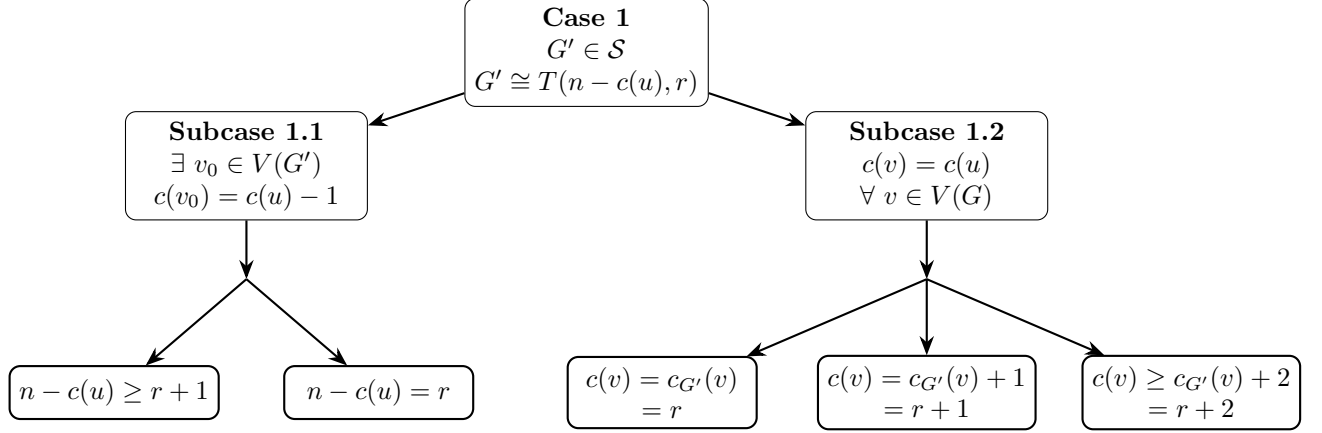 Case 1
G′ ∈ 𝒮
G′ ≅ T(n − c(u), r)
Subcase 1.1
∃ v₀ ∈ V(G′)
c(v₀) = c(u) − 1
Subcase 1.2
c(v) = c(u)
∀ v ∈ V(G)
n − c(u) ≥ r + 1
n − c(u) = r
c(v) = c_{G′}(v)
= r
c(v) = c_{G′}(v) + 1
= r + 1
c(v) ≥ c_{G′}(v) + 2
= r + 2